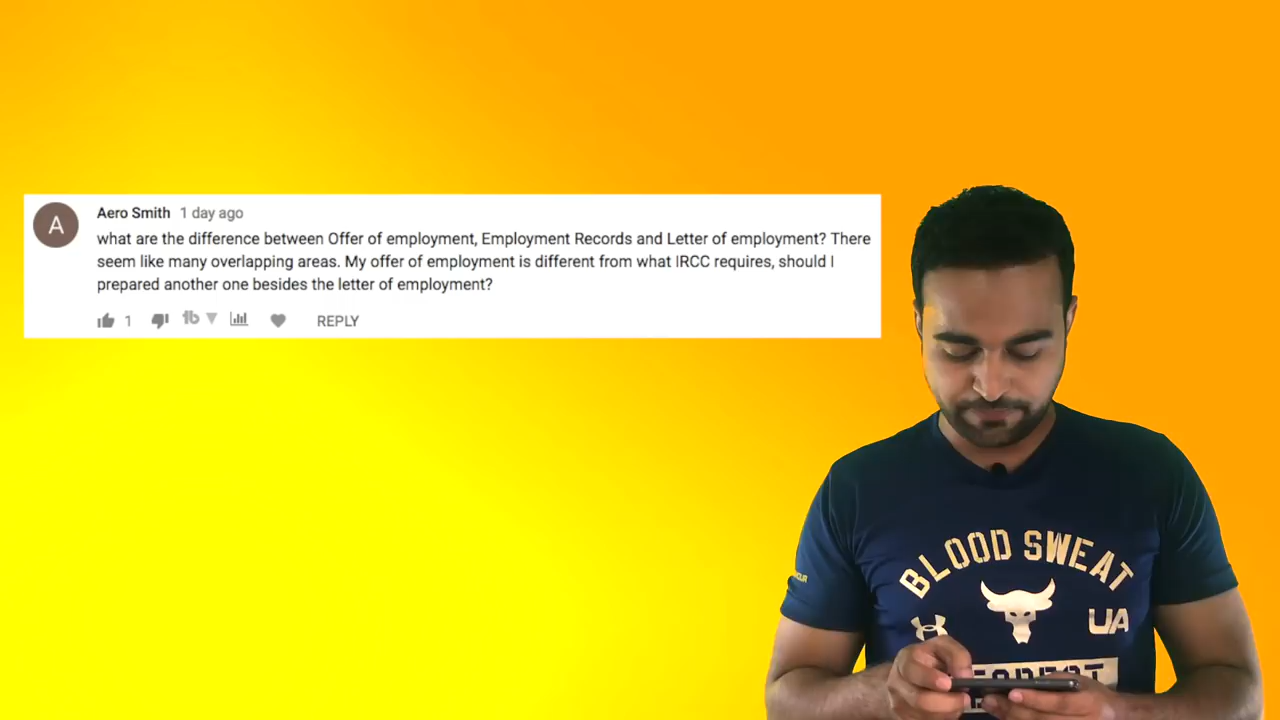 A
Aero Smith 1 day ago
what are the difference between Offer of employment, Employment Records and Letter of employment? There
seem like many overlapping areas. My offer of employment is different from what IRCC requires, should I
prepared another one besides the letter of employment?
1
REPLY
BLOOD SWEAT
UA